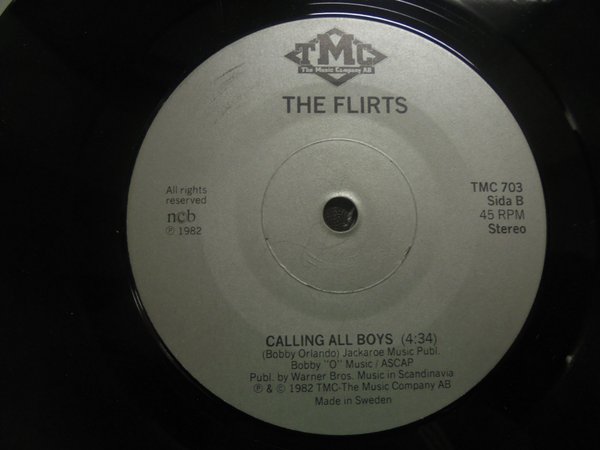 TMC
The Music Company AB
THE FLIRTS
All rights
reserved
ncb
℗ 1982
TMC 703
Sida B
45 RPM
Stereo
CALLING ALL BOYS (4:34)
(Bobby Orlando) Jackaroe Music Publ.
Bobby "O" Music / ASCAP
Publ. by Warner Bros. Music in Scandinavia
℗ & © 1982 TMC-The Music Company AB
Made in Sweden